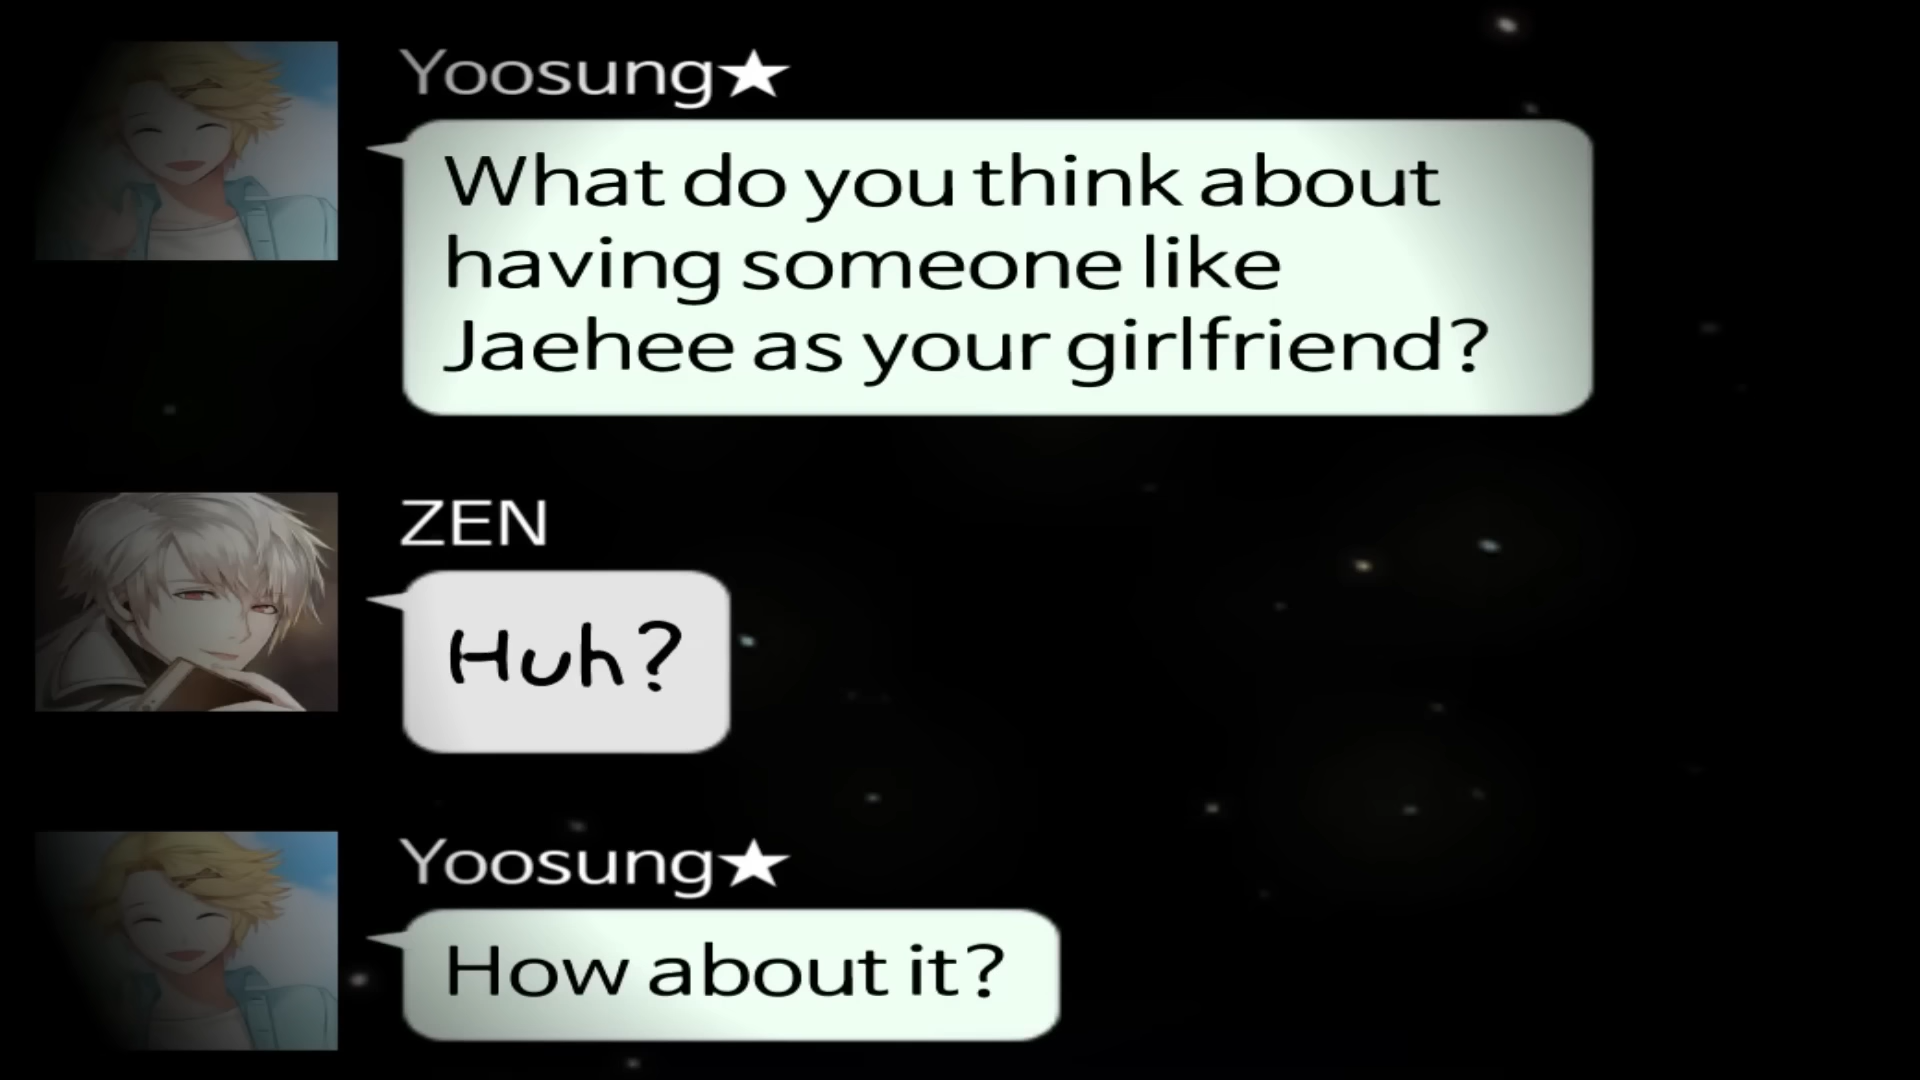 Yoosung★
What do you think about
having someone like
Jaehee as your girlfriend?
ZEN
Huh?
Yoosung★
How about it?